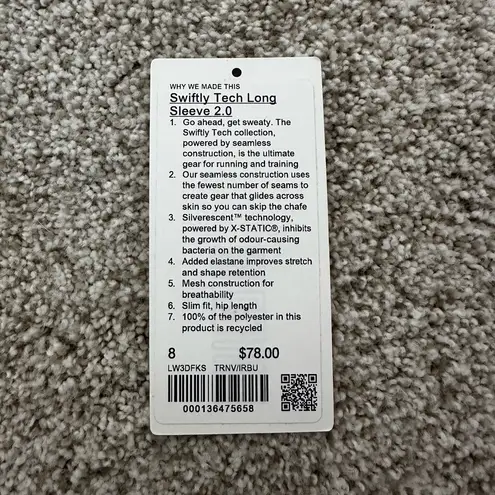 WHY WE MADE THIS
Swiftly Tech Long
Sleeve 2.0
1. Go ahead, get sweaty. The
Swiftly Tech collection,
powered by seamless
construction, is the ultimate
gear for running and training
2. Our seamless construction uses
the fewest number of seams to
create gear that glides across
skin so you can skip the chafe
3. Silverescent™ technology,
powered by X-STATIC®, inhibits
the growth of odour-causing
bacteria on the garment
4. Added elastane improves stretch
and shape retention
5. Mesh construction for
breathability
6. Slim fit, hip length
7. 100% of the polyester in this
product is recycled
8 $78.00
LW3DFKS TRNV/IRBU
000136475658